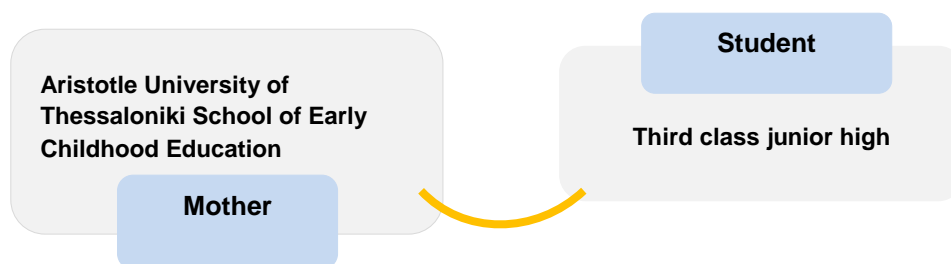 Aristotle University of
Thessaloniki School of Early
Childhood Education
Mother
Student
Third class junior high